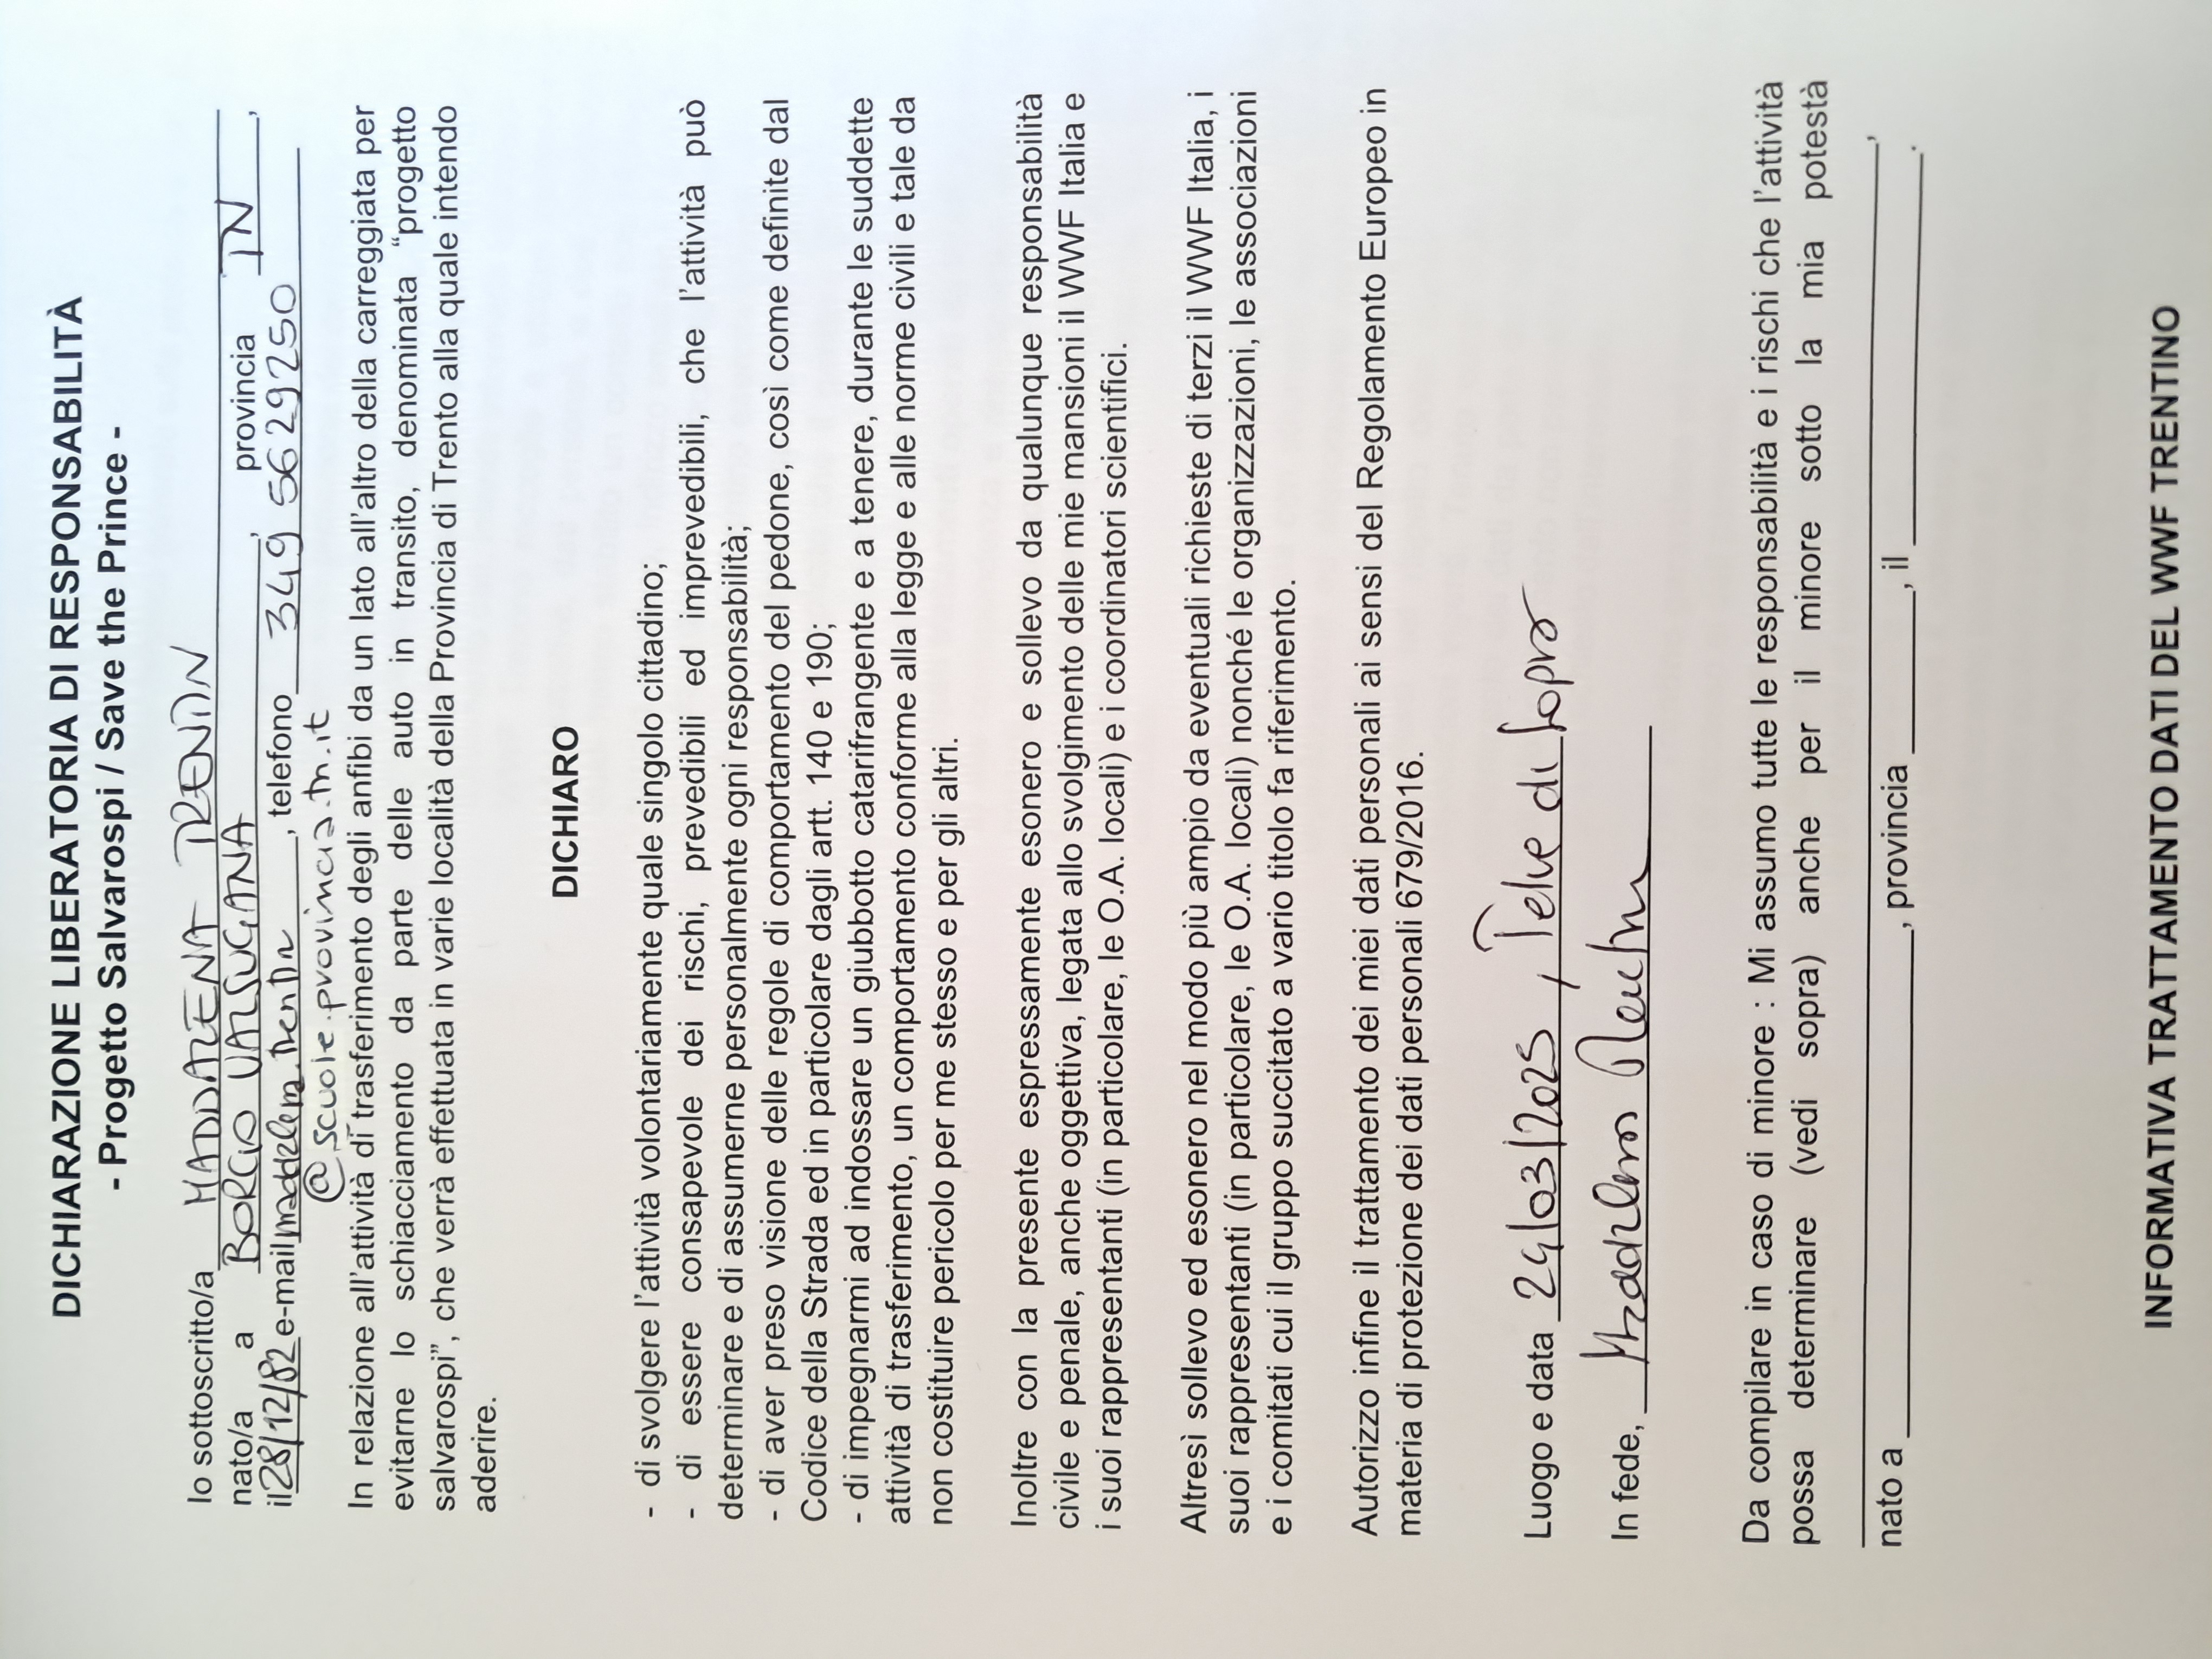 DICHIARAZIONE LIBERATORIA DI RESPONSABILITÀ
- Progetto Salvarospi / Save the Prince -
Io sottoscritto/a MADDALENA TRENTIN
nato/a a BORGO VALSUGANA, provincia TN,
il 28/12/82 e-mail maddalena.trentin, telefono 349 5629250
@scuole.provincia.tn.it
In relazione all'attività di trasferimento degli anfibi da un lato all'altro della carreggiata per
evitarne lo schiacciamento da parte delle auto in transito, denominata “progetto
salvarospi”, che verrà effettuata in varie località della Provincia di Trento alla quale intendo
aderire.
DICHIARO
- di svolgere l'attività volontariamente quale singolo cittadino;
- di essere consapevole dei rischi, prevedibili ed imprevedibili, che l'attività può
determinare e di assumerne personalmente ogni responsabilità;
- di aver preso visione delle regole di comportamento del pedone, così come definite dal
Codice della Strada ed in particolare dagli artt. 140 e 190;
- di impegnarmi ad indossare un giubbotto catarifrangente e a tenere, durante le suddette
attività di trasferimento, un comportamento conforme alla legge e alle norme civili e tale da
non costituire pericolo per me stesso e per gli altri.
Inoltre con la presente espressamente esonero e sollevo da qualunque responsabilità
civile e penale, anche oggettiva, legata allo svolgimento delle mie mansioni il WWF Italia e
i suoi rappresentanti (in particolare, le O.A. locali) e i coordinatori scientifici.
Altresì sollevo ed esonero nel modo più ampio da eventuali richieste di terzi il WWF Italia, i
suoi rappresentanti (in particolare, le O.A. locali) nonché le organizzazioni, le associazioni
e i comitati cui il gruppo succitato a vario titolo fa riferimento.
Autorizzo infine il trattamento dei miei dati personali ai sensi del Regolamento Europeo in
materia di protezione dei dati personali 679/2016.
Luogo e data 24/03/2025, Telve di Sopra
In fede, Maddalena Trentin
Da compilare in caso di minore : Mi assumo tutte le responsabilità e i rischi che l'attività
possa determinare (vedi sopra) anche per il minore sotto la mia potestà
,
nato a , provincia , il .
INFORMATIVA TRATTAMENTO DATI DEL WWF TRENTINO